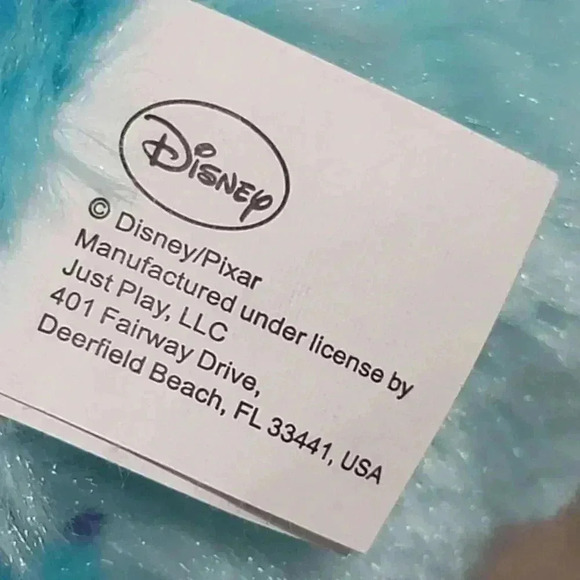 Disney
© Disney/Pixar
Manufactured under license by
Just Play, LLC
401 Fairway Drive,
Deerfield Beach, FL 33441, USA